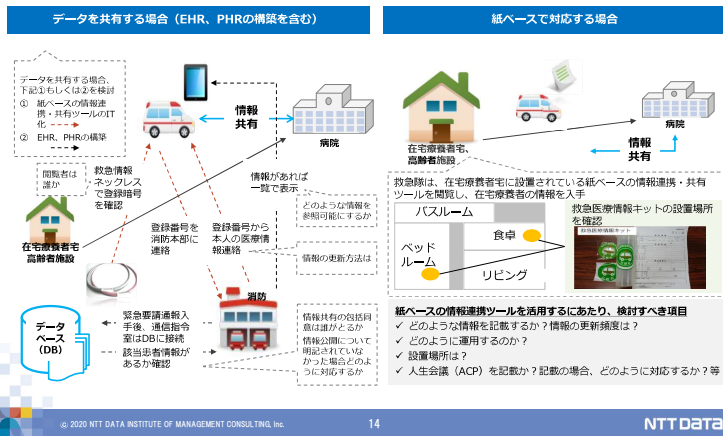 データを共有する場合（EHR、PHRの構築を含む）
データを共有する場合、
下記①もしくは②を検討
① 紙ベースの情報連
携・共有ツールのIT
化
② EHR、PHRの構築
情報
共有
病院
閲覧者は
誰か
救急情報
ネックレス
で登録暗号
を確認
情報があれば
一覧で表示
どのような情報を
参照可能にするか
在宅療養者宅
高齢者施設
登録番号を
消防本部に
連絡
登録番号から
本人の医療情
報連絡
情報の更新方法は
消防
データ
ベース
（DB）
緊急要請通報入
手後、通信指令
室はDBに接続
該当患者情報が
あるか確認
情報共有の包括同
意は誰がとるか
情報公開について
明記されていな
かった場合どのよ
うに対応するか
紙ベースで対応する場合
病院
在宅療養者宅、
高齢者施設
情報
共有
救急隊は、在宅療養者宅に設置されている紙ベースの情報連携・共有
ツールを閲覧し、在宅療養者の情報を入手
バスルーム
食卓
ベッド
ルーム
リビング
救急医療情報キットの設置場所
を確認
救急医療情報キット
紙ベースの情報連携ツールを活用するにあたり、検討すべき項目
✓ どのような情報を記載するか？情報の更新頻度は？
✓ どのように運用するのか？
✓ 設置場所は？
✓ 人生会議（ACP）を記載か？記載の場合、どのように対応するか？等
© 2020 NTT DATA INSTITUTE OF MANAGEMENT CONSULTING, Inc.
14
NTT DATA